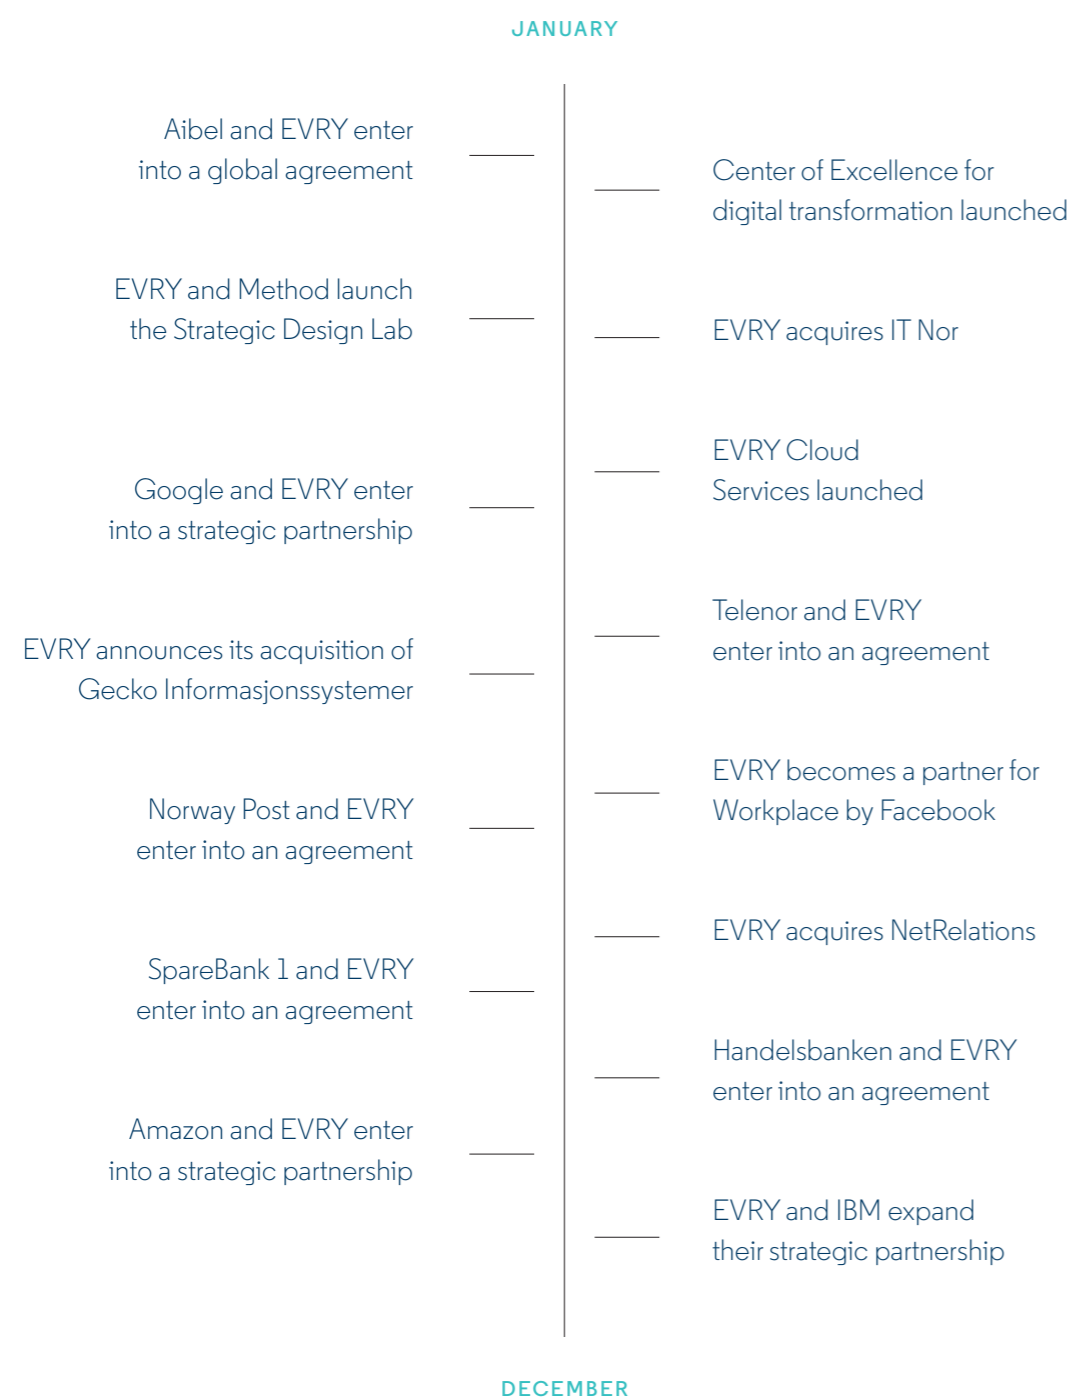 JANUARY
Aibel and EVRY enter
into a global agreement
Center of Excellence for
digital transformation launched
EVRY and Method launch
the Strategic Design Lab
EVRY acquires IT Nor
EVRY Cloud
Services launched
Google and EVRY enter
into a strategic partnership
Telenor and EVRY
enter into an agreement
EVRY announces its acquisition of
Gecko Informasjonssystemer
EVRY becomes a partner for
Workplace by Facebook
Norway Post and EVRY
enter into an agreement
EVRY acquires NetRelations
SpareBank 1 and EVRY
enter into an agreement
Handelsbanken and EVRY
enter into an agreement
Amazon and EVRY enter
into a strategic partnership
EVRY and IBM expand
their strategic partnership
DECEMBER